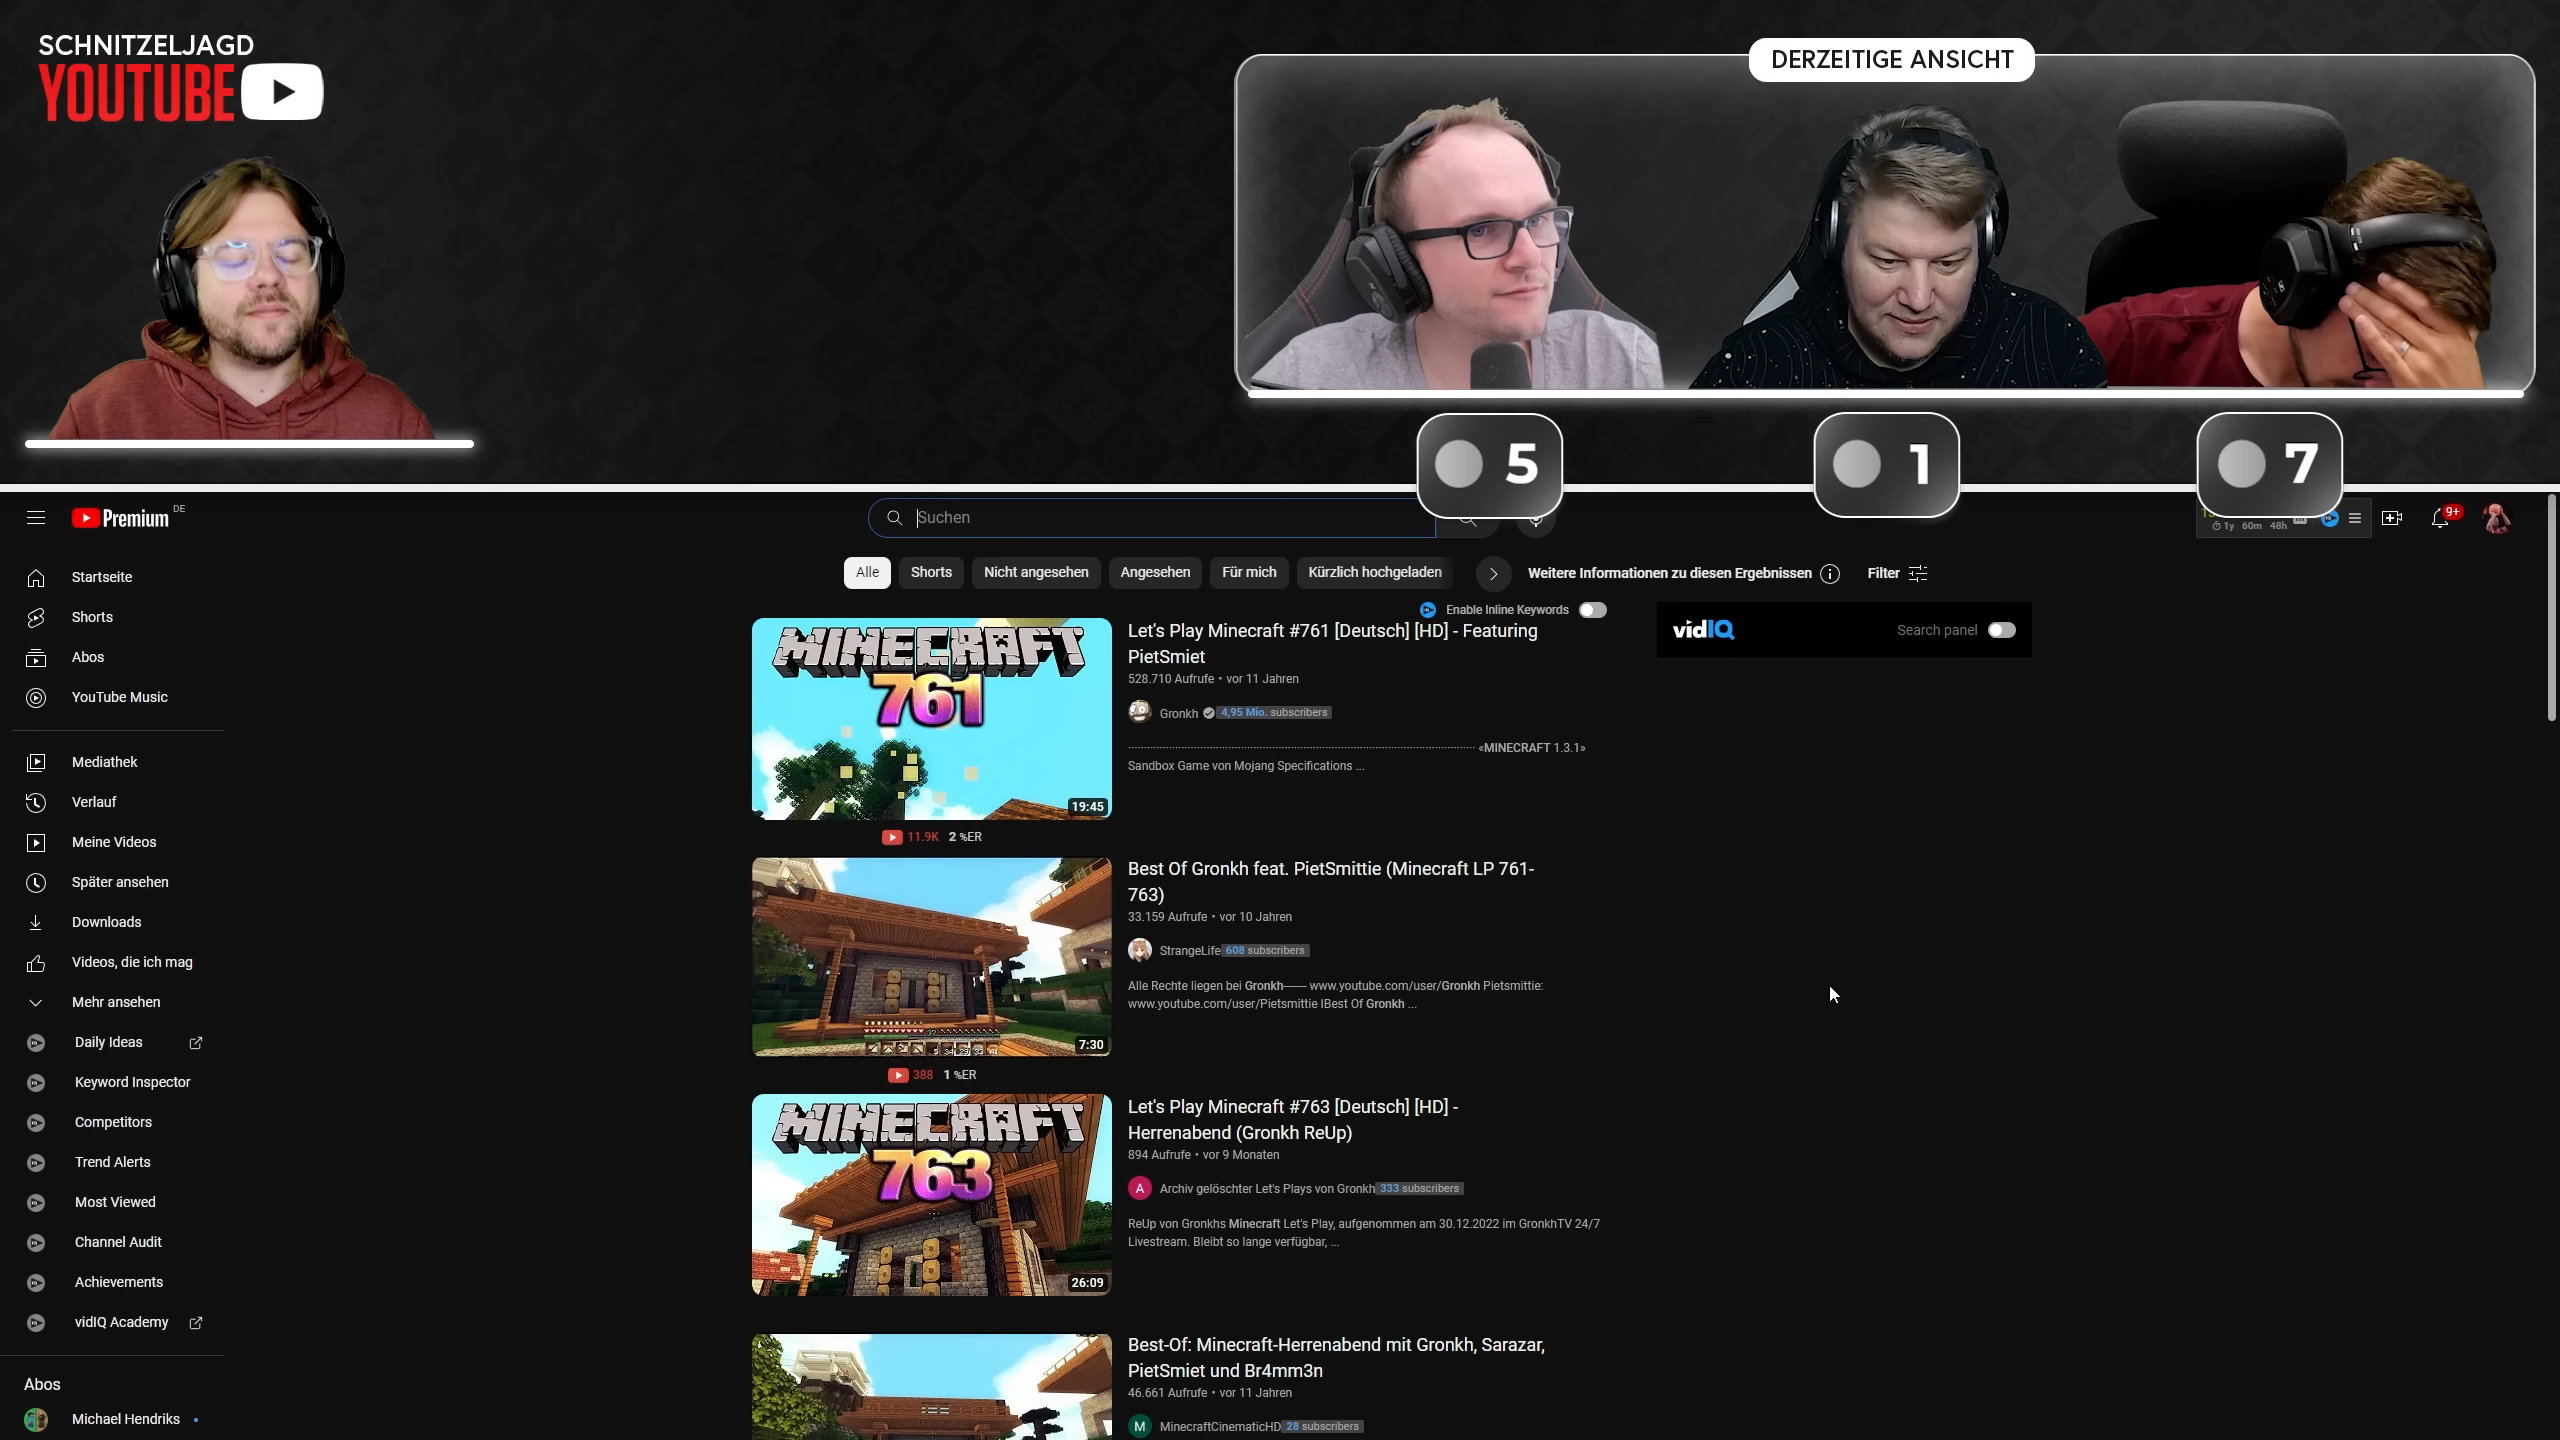 SCHNITZELJAGD
YOUTUBE
DERZEITIGE ANSICHT
5
1
7
Premium DE
Suchen
1y 60m 48h
9+
Startseite
Shorts
Abos
YouTube Music
Mediathek
Verlauf
Meine Videos
Später ansehen
Downloads
Videos, die ich mag
Mehr ansehen
Daily Ideas
Keyword Inspector
Competitors
Trend Alerts
Most Viewed
Channel Audit
Achievements
vidIQ Academy
Abos
Michael Hendriks
Alle Shorts Nicht angesehen Angesehen Für mich Kürzlich hochgeladen Weitere Informationen zu diesen Ergebnissen Filter
Enable Inline Keywords
vidIQ Search panel
MINECRAFT
761
19:45
11.9K 2 %ER
Let's Play Minecraft #761 [Deutsch] [HD] - Featuring
PietSmiet
528.710 Aufrufe • vor 11 Jahren
Gronkh 4,95 Mio. subscribers
«MINECRAFT 1.3.1»
Sandbox Game von Mojang Specifications ...
7:30
388 1 %ER
Best Of Gronkh feat. PietSmittie (Minecraft LP 761-
763)
33.159 Aufrufe • vor 10 Jahren
StrangeLife 608 subscribers
Alle Rechte liegen bei Gronkh------- www.youtube.com/user/Gronkh Pietsmittie:
www.youtube.com/user/Pietsmittie IBest Of Gronkh ...
MINECRAFT
763
26:09
Let's Play Minecraft #763 [Deutsch] [HD] -
Herrenabend (Gronkh ReUp)
894 Aufrufe • vor 9 Monaten
A Archiv gelöschter Let's Plays von Gronkh 333 subscribers
ReUp von Gronkhs Minecraft Let's Play, aufgenommen am 30.12.2022 im GronkhTV 24/7
Livestream. Bleibt so lange verfügbar, ...
Best-Of: Minecraft-Herrenabend mit Gronkh, Sarazar,
PietSmiet und Br4mm3n
46.661 Aufrufe • vor 11 Jahren
M MinecraftCinematicHD 28 subscribers